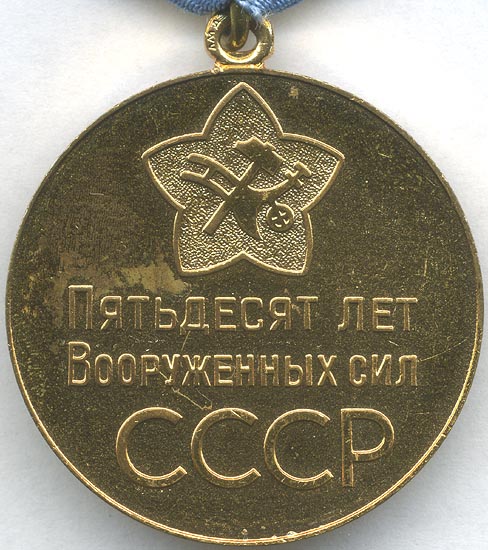 Пятьдесят лет
Вооруженных сил
СССР